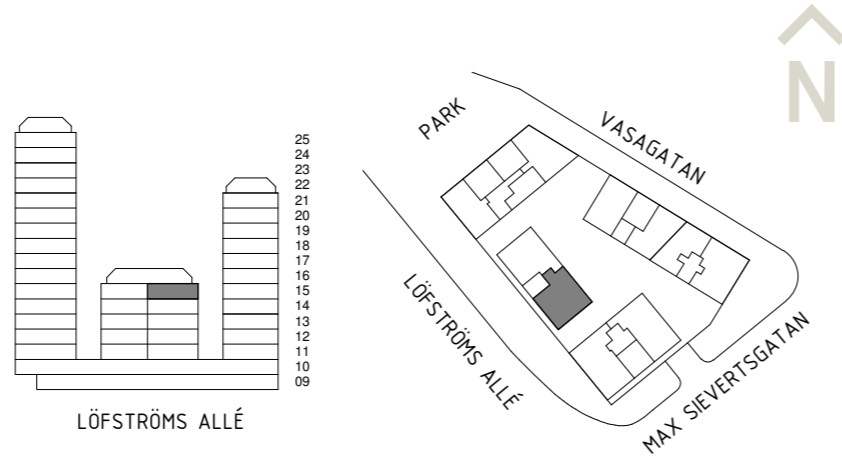 25
24
23
22
21
20
19
18
17
16
15
14
13
12
11
10
09
LÖFSTRÖMS ALLÉ
N
PARK
VASAGATAN
LÖFSTRÖMS ALLÉ
MAX SIEVERTSGATAN